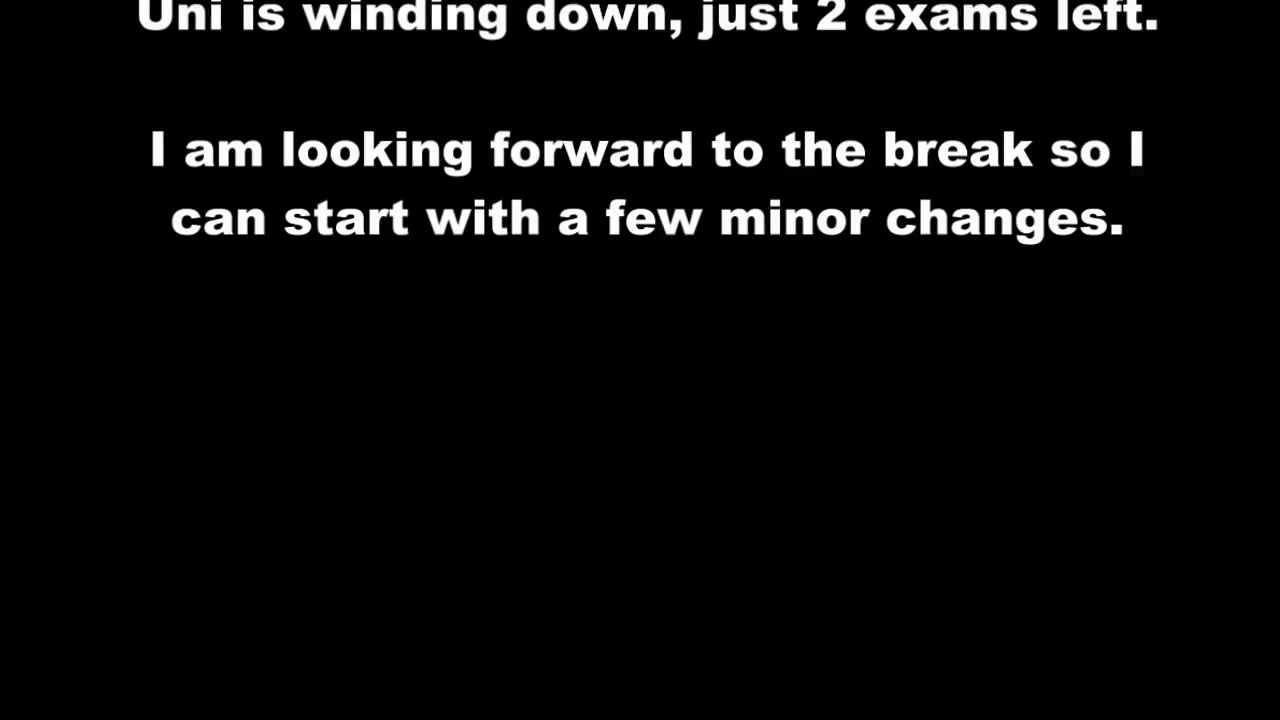 Uni is winding down, just 2 exams left.
I am looking forward to the break so I
can start with a few minor changes.